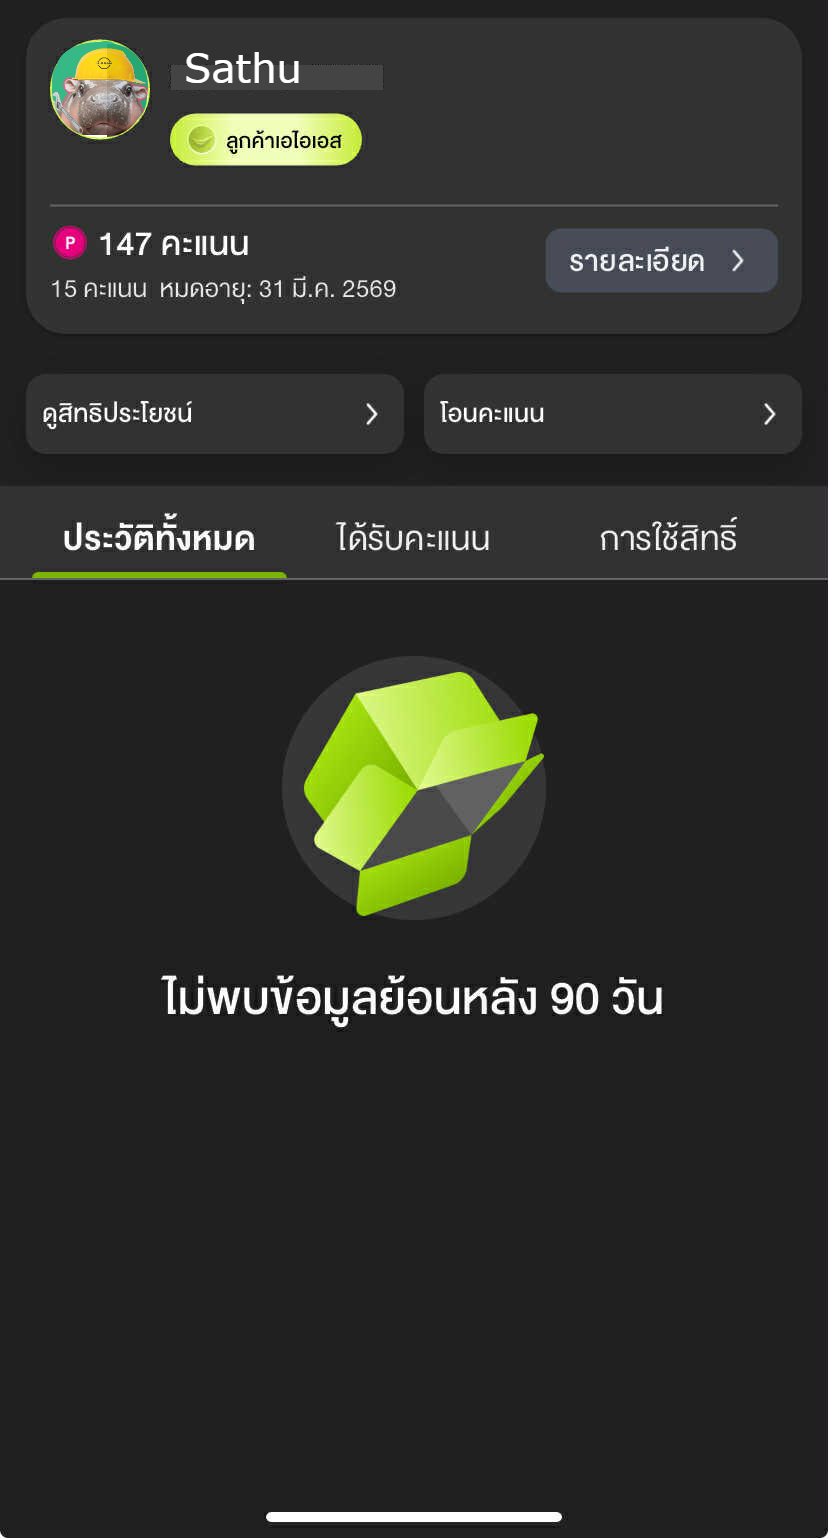 Sathu
ลูกค้าเอไอเอส
P 147 คะแนน
15 คะแนน หมดอายุ: 31 มี.ค. 2569
รายละเอียด
ดูสิทธิประโยชน์
โอนคะแนน
ประวัติทั้งหมด
ได้รับคะแนน
การใช้สิทธิ์
ไม่พบข้อมูลย้อนหลัง 90 วัน